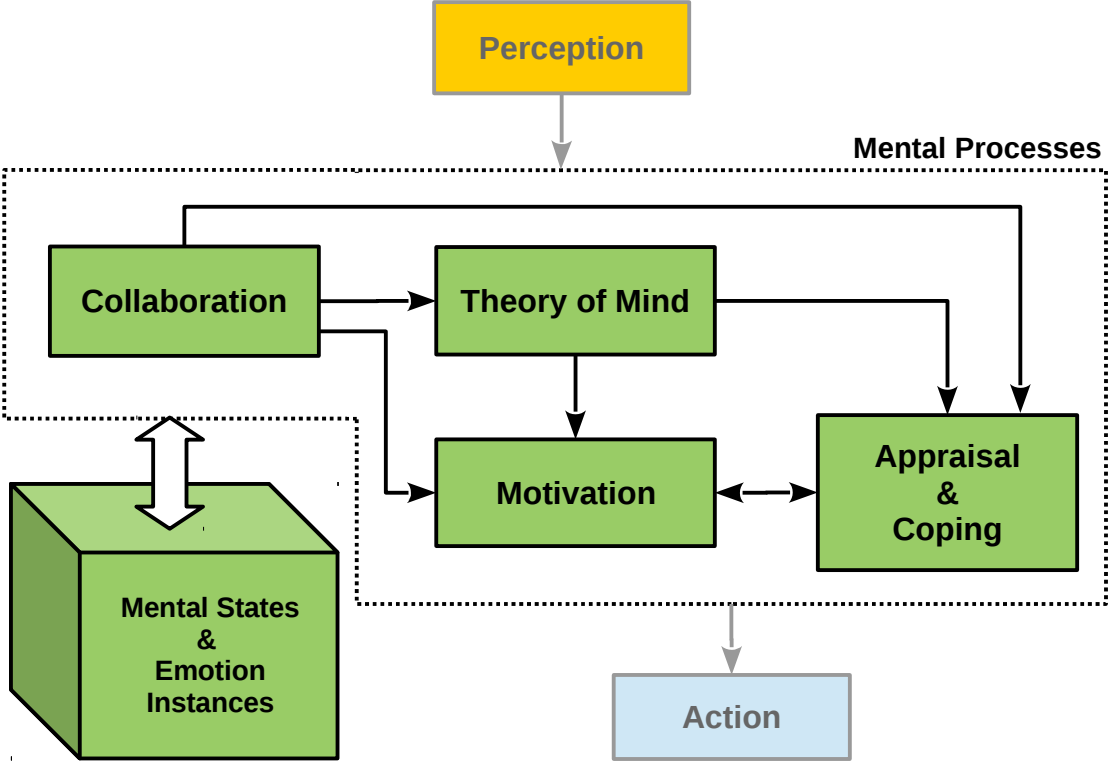 Perception
Mental Processes
Collaboration
Theory of Mind
Motivation
Appraisal
&
Coping
Mental States
&
Emotion
Instances
Action